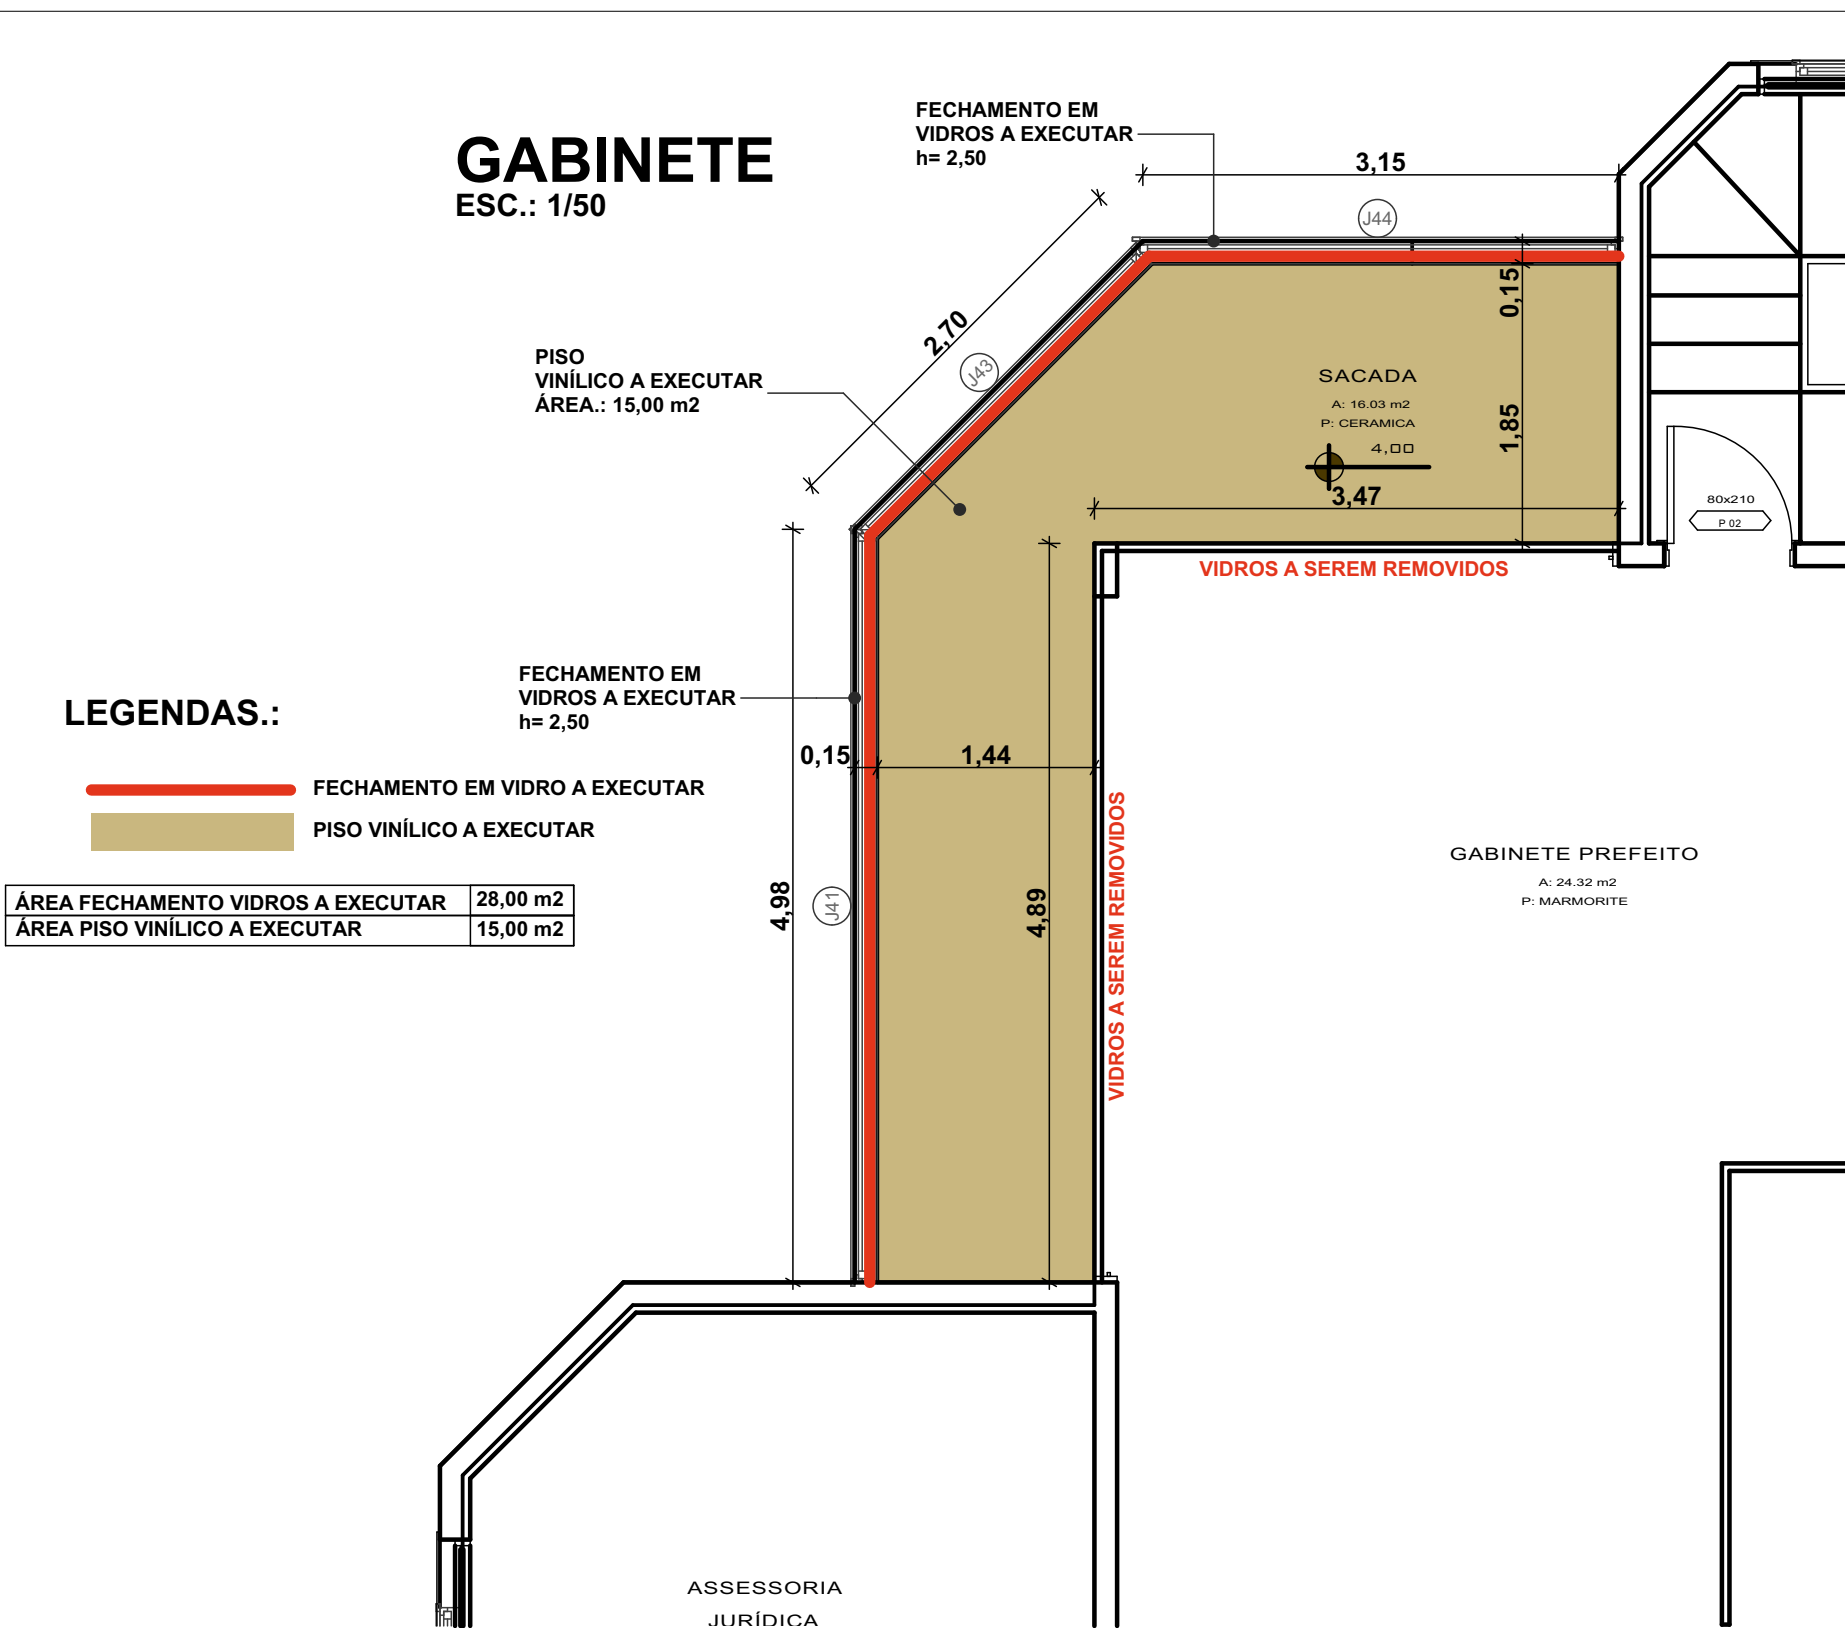 GABINETE
ESC.: 1/50
FECHAMENTO EM
VIDROS A EXECUTAR
h= 2,50
3,15
J44
2,70
J43
0,15
PISO
VINÍLICO A EXECUTAR
ÁREA.: 15,00 m2
SACADA
A: 16.03 m2
P: CERAMICA
4,00
1,85
3,47
80x210
P 02
VIDROS A SEREM REMOVIDOS
FECHAMENTO EM
VIDROS A EXECUTAR
h= 2,50
0,15
1,44
4,98
J41
4,89
VIDROS A SEREM REMOVIDOS
GABINETE PREFEITO
A: 24.32 m2
P: MARMORITE
LEGENDAS.:
FECHAMENTO EM VIDRO A EXECUTAR
PISO VINÍLICO A EXECUTAR
ÁREA FECHAMENTO VIDROS A EXECUTAR 28,00 m2
ÁREA PISO VINÍLICO A EXECUTAR 15,00 m2
ASSESSORIA
JURÍDICA